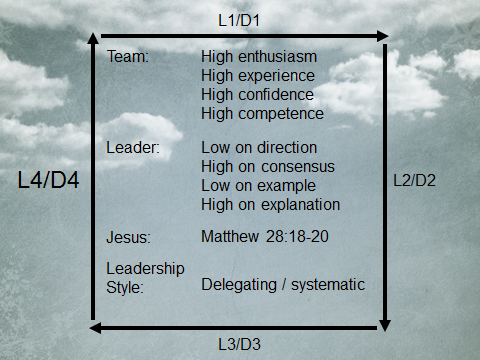 L1/D1
Team: High enthusiasm
High experience
High confidence
High competence
Leader: Low on direction
High on consensus
Low on example
High on explanation
L4/D4
L2/D2
Jesus: Matthew 28:18-20
Leadership
Style: Delegating / systematic
L3/D3